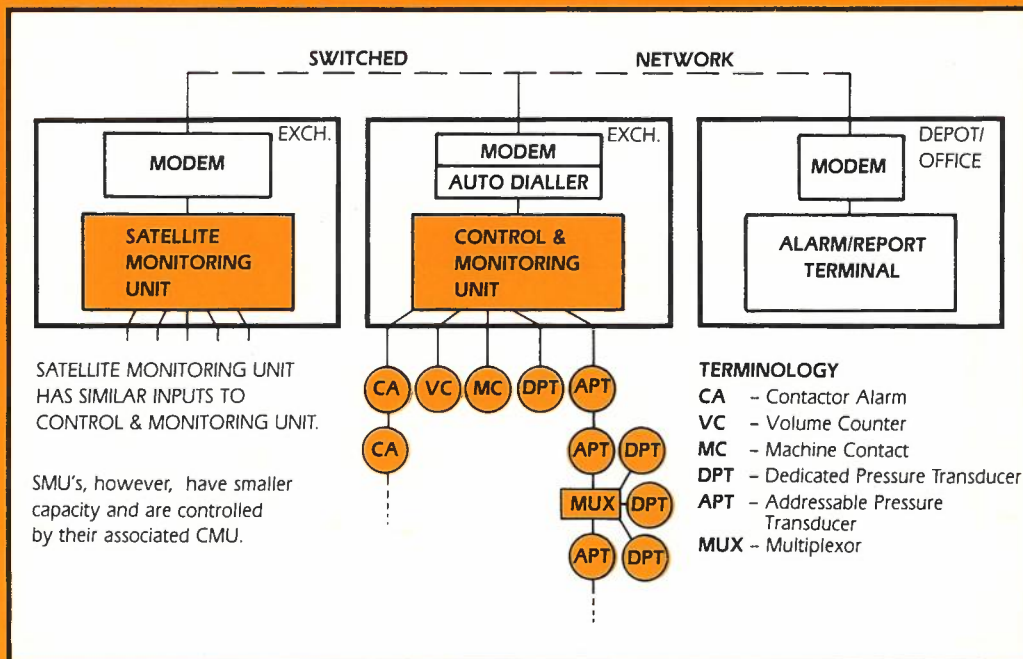 SWITCHED NETWORK
EXCH.
MODEM
SATELLITE
MONITORING
UNIT
EXCH.
MODEM
AUTO DIALLER
CONTROL &
MONITORING
UNIT
DEPOT/
OFFICE
MODEM
ALARM/REPORT
TERMINAL
SATELLITE MONITORING UNIT
HAS SIMILAR INPUTS TO
CONTROL & MONITORING UNIT.
SMU's, however, have smaller
capacity and are controlled
by their associated CMU.
CA VC MC DPT APT
CA
APT DPT
MUX DPT
APT DPT
TERMINOLOGY
CA – Contactor Alarm
VC – Volume Counter
MC – Machine Contact
DPT – Dedicated Pressure Transducer
APT – Addressable Pressure
Transducer
MUX – Multiplexor